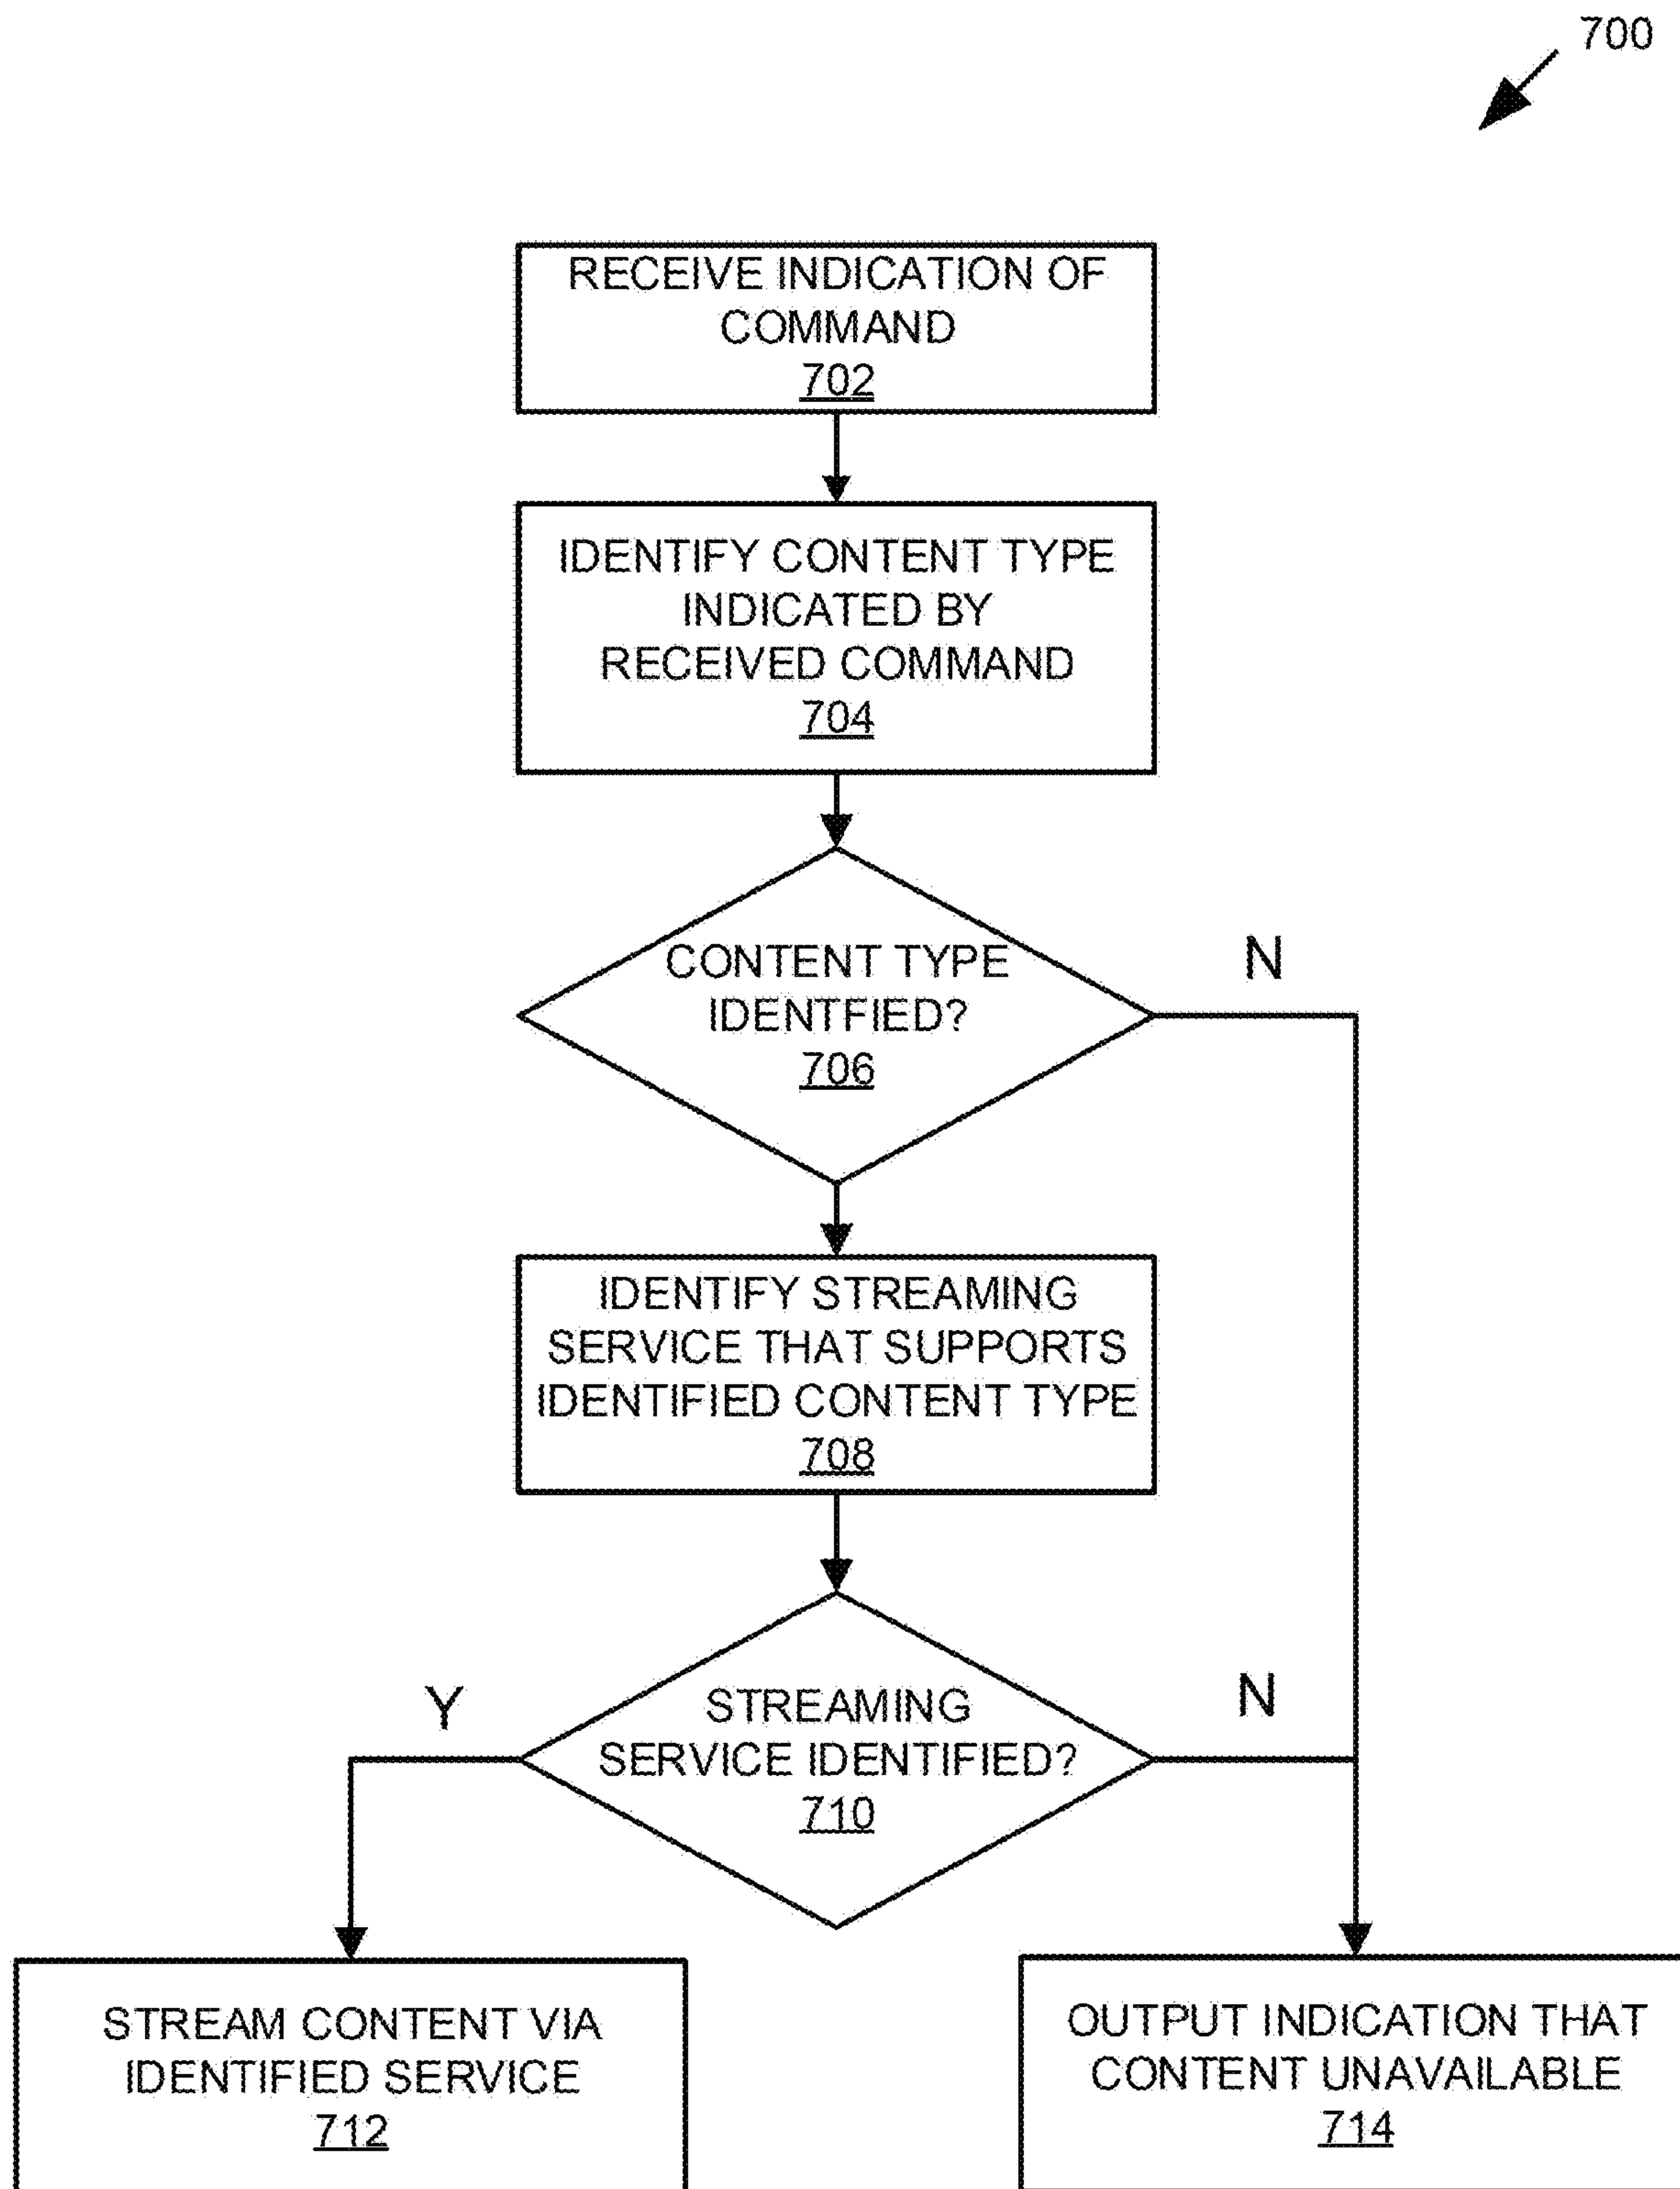 700
RECEIVE INDICATION OF
COMMAND
702
IDENTIFY CONTENT TYPE
INDICATED BY
RECEIVED COMMAND
704
CONTENT TYPE
IDENTFIED?
706
N
IDENTIFY STREAMING
SERVICE THAT SUPPORTS
IDENTIFIED CONTENT TYPE
708
Y
STREAMING
SERVICE IDENTIFIED?
710
N
STREAM CONTENT VIA
IDENTIFIED SERVICE
712
OUTPUT INDICATION THAT
CONTENT UNAVAILABLE
714